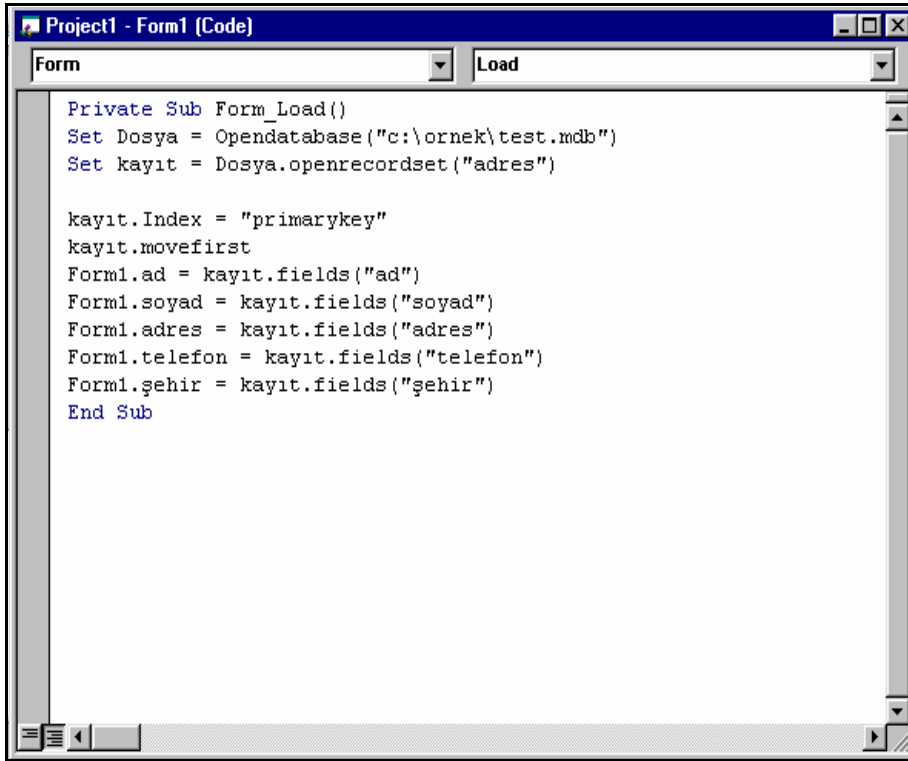 Project1 - Form1 (Code)
Form Load
Private Sub Form_Load()
Set Dosya = Opendatabase("c:\ornek\test.mdb")
Set kayıt = Dosya.openrecordset("adres")
kayıt.Index = "primarykey"
kayıt.movefirst
Form1.ad = kayıt.fields("ad")
Form1.soyad = kayıt.fields("soyad")
Form1.adres = kayıt.fields("adres")
Form1.telefon = kayıt.fields("telefon")
Form1.şehir = kayıt.fields("şehir")
End Sub